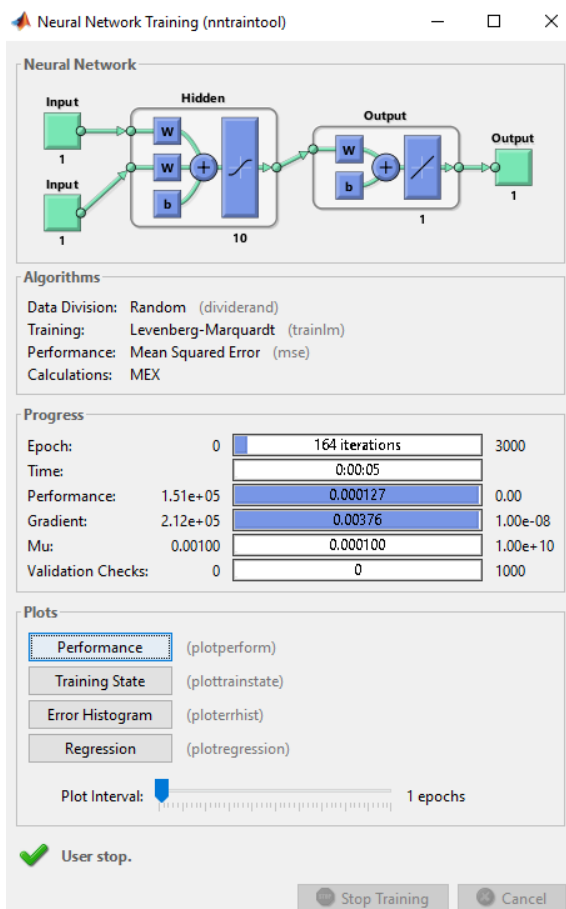 Neural Network Training (nntraintool)
Neural Network
Hidden
Input
Output
W
W
Output
1
W
Input
b
b
1
1
1
10
Algorithms
Data Division: Random (dividerand)
Training: Levenberg-Marquardt (trainlm)
Performance: Mean Squared Error (mse)
Calculations: MEX
Progress
Epoch: 0 164 iterations 3000
Time: 0:00:05
Performance: 1.51e+05 0.000127 0.00
Gradient: 2.12e+05 0.00376 1.00e-08
Mu: 0.00100 0.000100 1.00e+10
Validation Checks: 0 0 1000
Plots
Performance (plotperform)
Training State (plottrainstate)
Error Histogram (ploterrhist)
Regression (plotregression)
Plot Interval: 1 epochs
User stop.
Stop Training Cancel